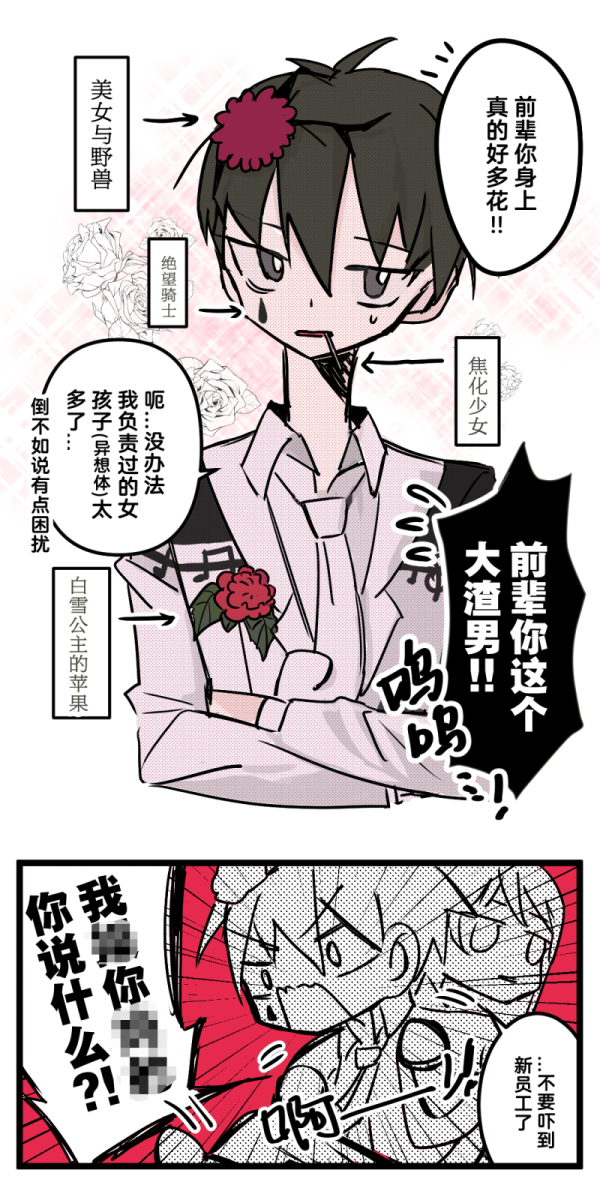 前辈你身上
真的好多花!!
美女与野兽
绝望骑士
焦化少女
呃…没办法
我负责过的女
孩子(异想体)太
多了…
倒不如说有点困扰
前辈你这个
大渣男!!
呜呜
白雪公主的苹果
我 你
你说什么?!
…不要吓到
新员工了
啊